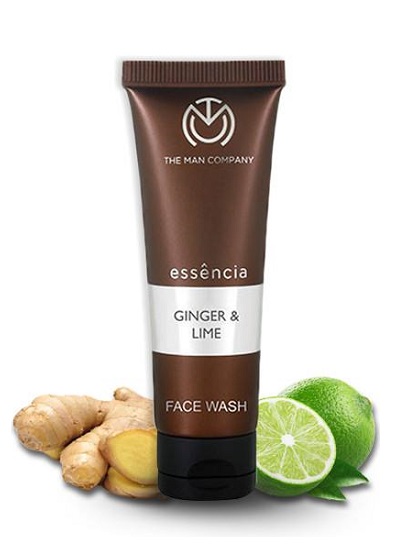 THE MAN COMPANY
essência
GINGER &
LIME
FACE WASH